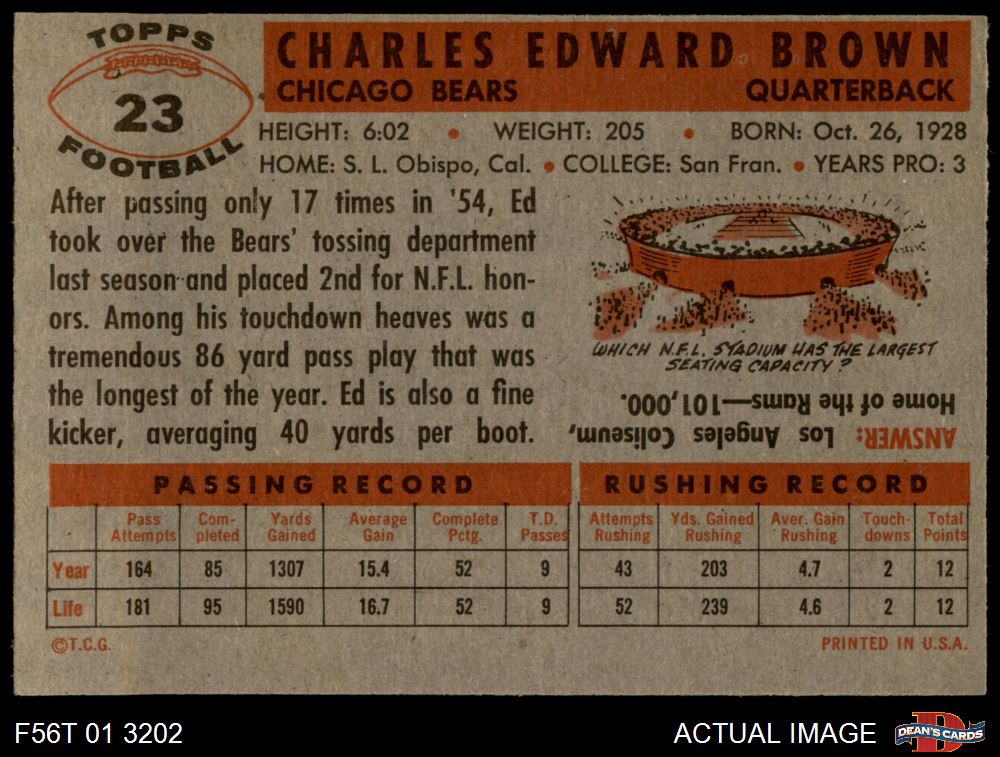 TOPPS
23
FOOTBALL
CHARLES EDWARD BROWN
CHICAGO BEARS QUARTERBACK
HEIGHT: 6:02 • WEIGHT: 205 • BORN: Oct. 26, 1928
HOME: S. L. Obispo, Cal. • COLLEGE: San Fran. • YEARS PRO: 3
After passing only 17 times in '54, Ed
took over the Bears' tossing department
last season and placed 2nd for N.F.L. hon-
ors. Among his touchdown heaves was a
tremendous 86 yard pass play that was
the longest of the year. Ed is also a fine
kicker, averaging 40 yards per boot.
WHICH N.F.L. STADIUM HAS THE LARGEST
SEATING CAPACITY?
ANSWER: Los Angeles Coliseum,
Home of the Rams—101,000.
PASSING RECORD
Pass Attempts Com-pleted Yards Gained Average Gain Complete Pctg. T.D. Passes
Year 164 85 1307 15.4 52 9
Life 181 95 1590 16.7 52 9
RUSHING RECORD
Attempts Rushing Yds. Gained Rushing Aver. Gain Rushing Touch-downs Total Points
43 203 4.7 2 12
52 239 4.6 2 12
©T.C.G. PRINTED IN U.S.A.
F56T 01 3202 ACTUAL IMAGE
D
DEAN'S CARDS